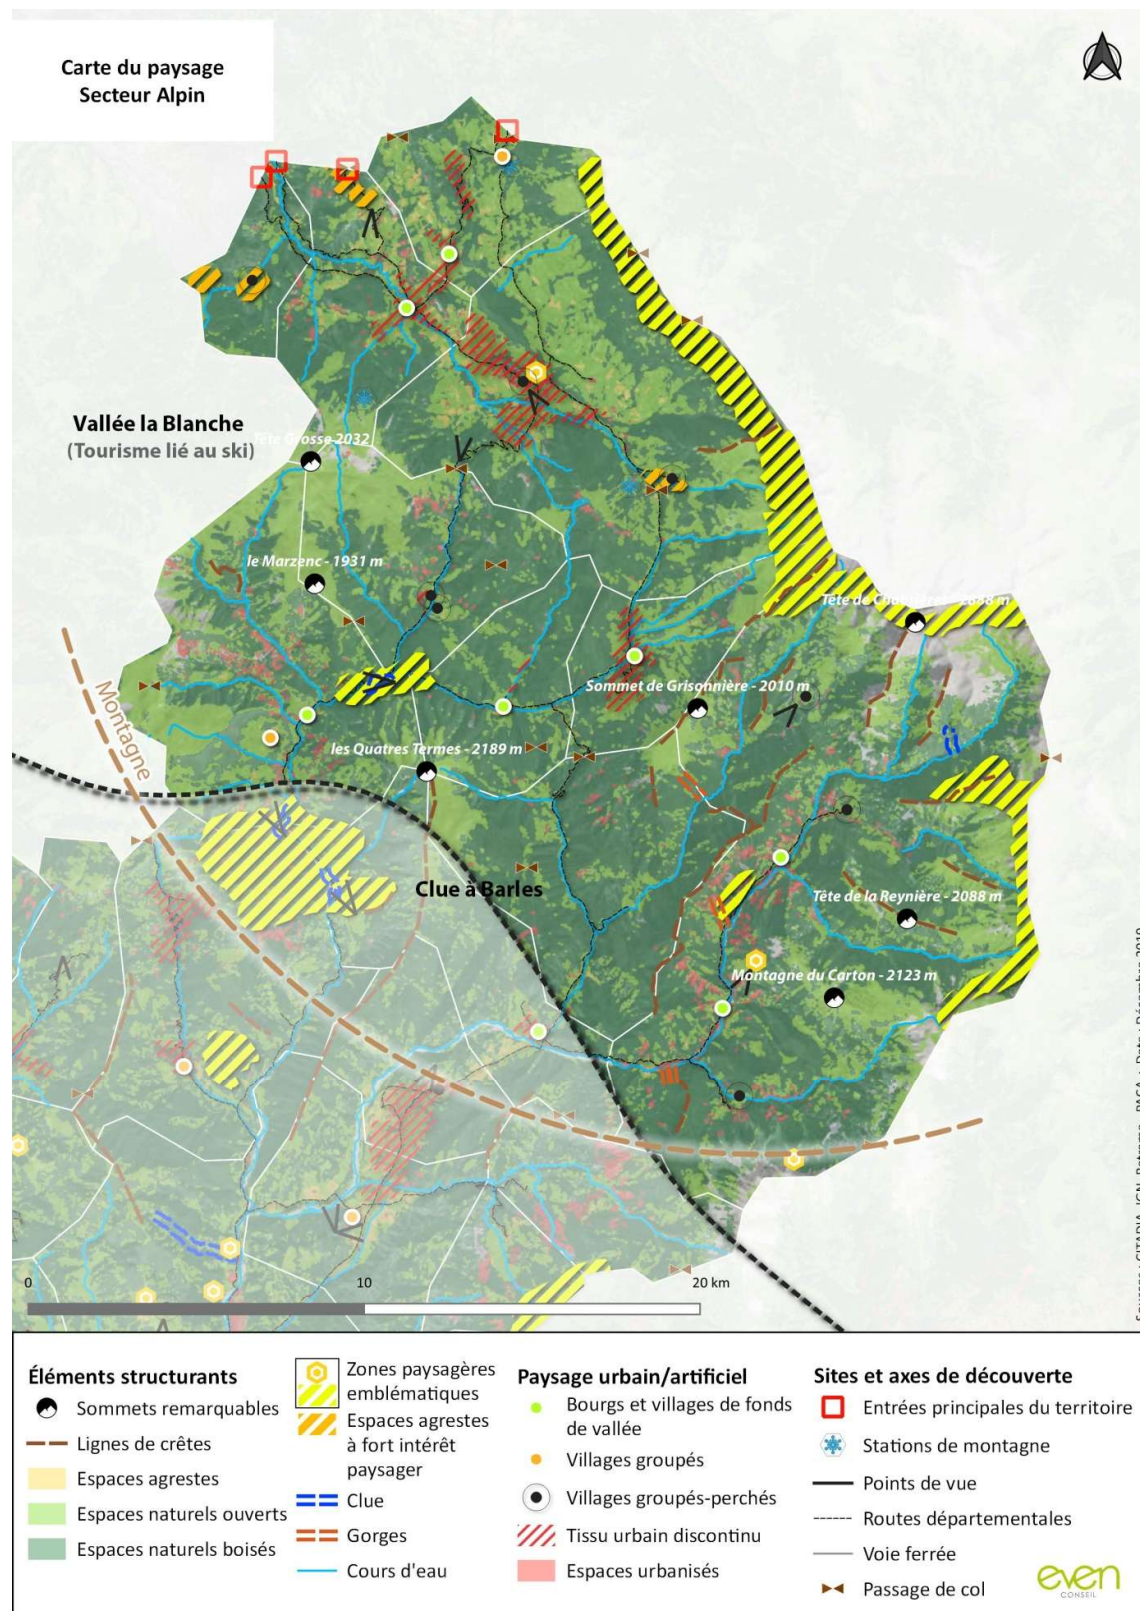 Carte du paysage
Secteur Alpin
Vallée la Blanche
(Tourisme lié au ski)
Tête Grosse 2032
le Marzenc - 1931 m
Sommet de Grisonnière - 2010 m
les Quatres Termes - 2189 m
Montagne
Clue à Barles
Tête de la Reynière - 2088 m
Montagne du Carton - 2123 m
0
10
20 km
Éléments structurants
Sommets remarquables
Lignes de crêtes
Espaces agrestes
Espaces naturels ouverts
Espaces naturels boisés
Zones paysagères
emblématiques
Espaces agrestes
à fort intérêt
paysager
Clue
Gorges
Cours d'eau
Paysage urbain/artificiel
Bourgs et villages de fonds
de vallée
Villages groupés
Villages groupés-perchés
Tissu urbain discontinu
Espaces urbanisés
Sites et axes de découverte
Entrées principales du territoire
Stations de montagne
Points de vue
Routes départementales
Voie ferrée
Passage de col
even
CONSEIL